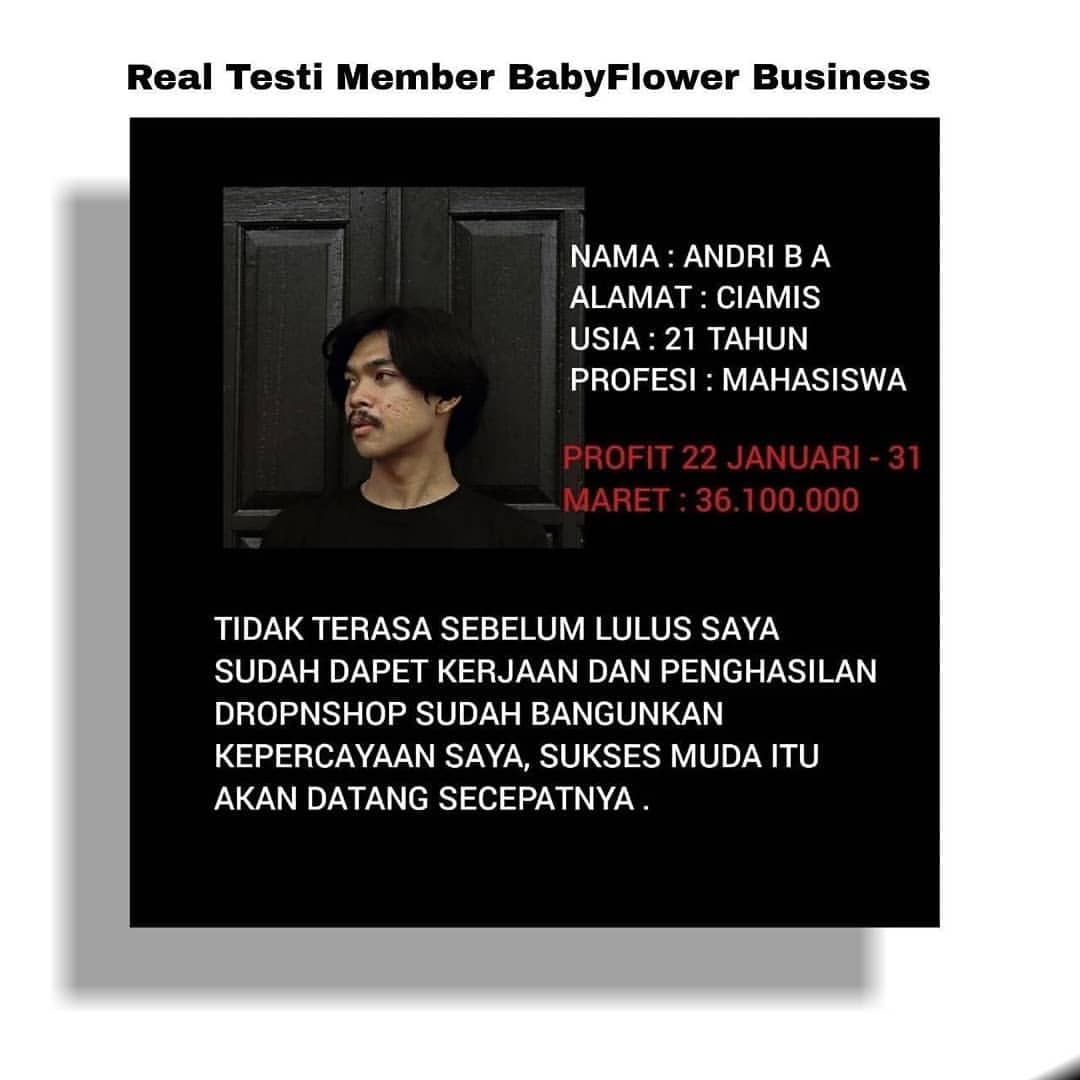 Real Testi Member BabyFlower Business
NAMA : ANDRI B A
ALAMAT : CIAMIS
USIA : 21 TAHUN
PROFESI : MAHASISWA
PROFIT 22 JANUARI - 31
MARET : 36.100.000
TIDAK TERASA SEBELUM LULUS SAYA
SUDAH DAPET KERJAAN DAN PENGHASILAN
DROPNSHOP SUDAH BANGUNKAN
KEPERCAYAAN SAYA, SUKSES MUDA ITU
AKAN DATANG SECEPATNYA .